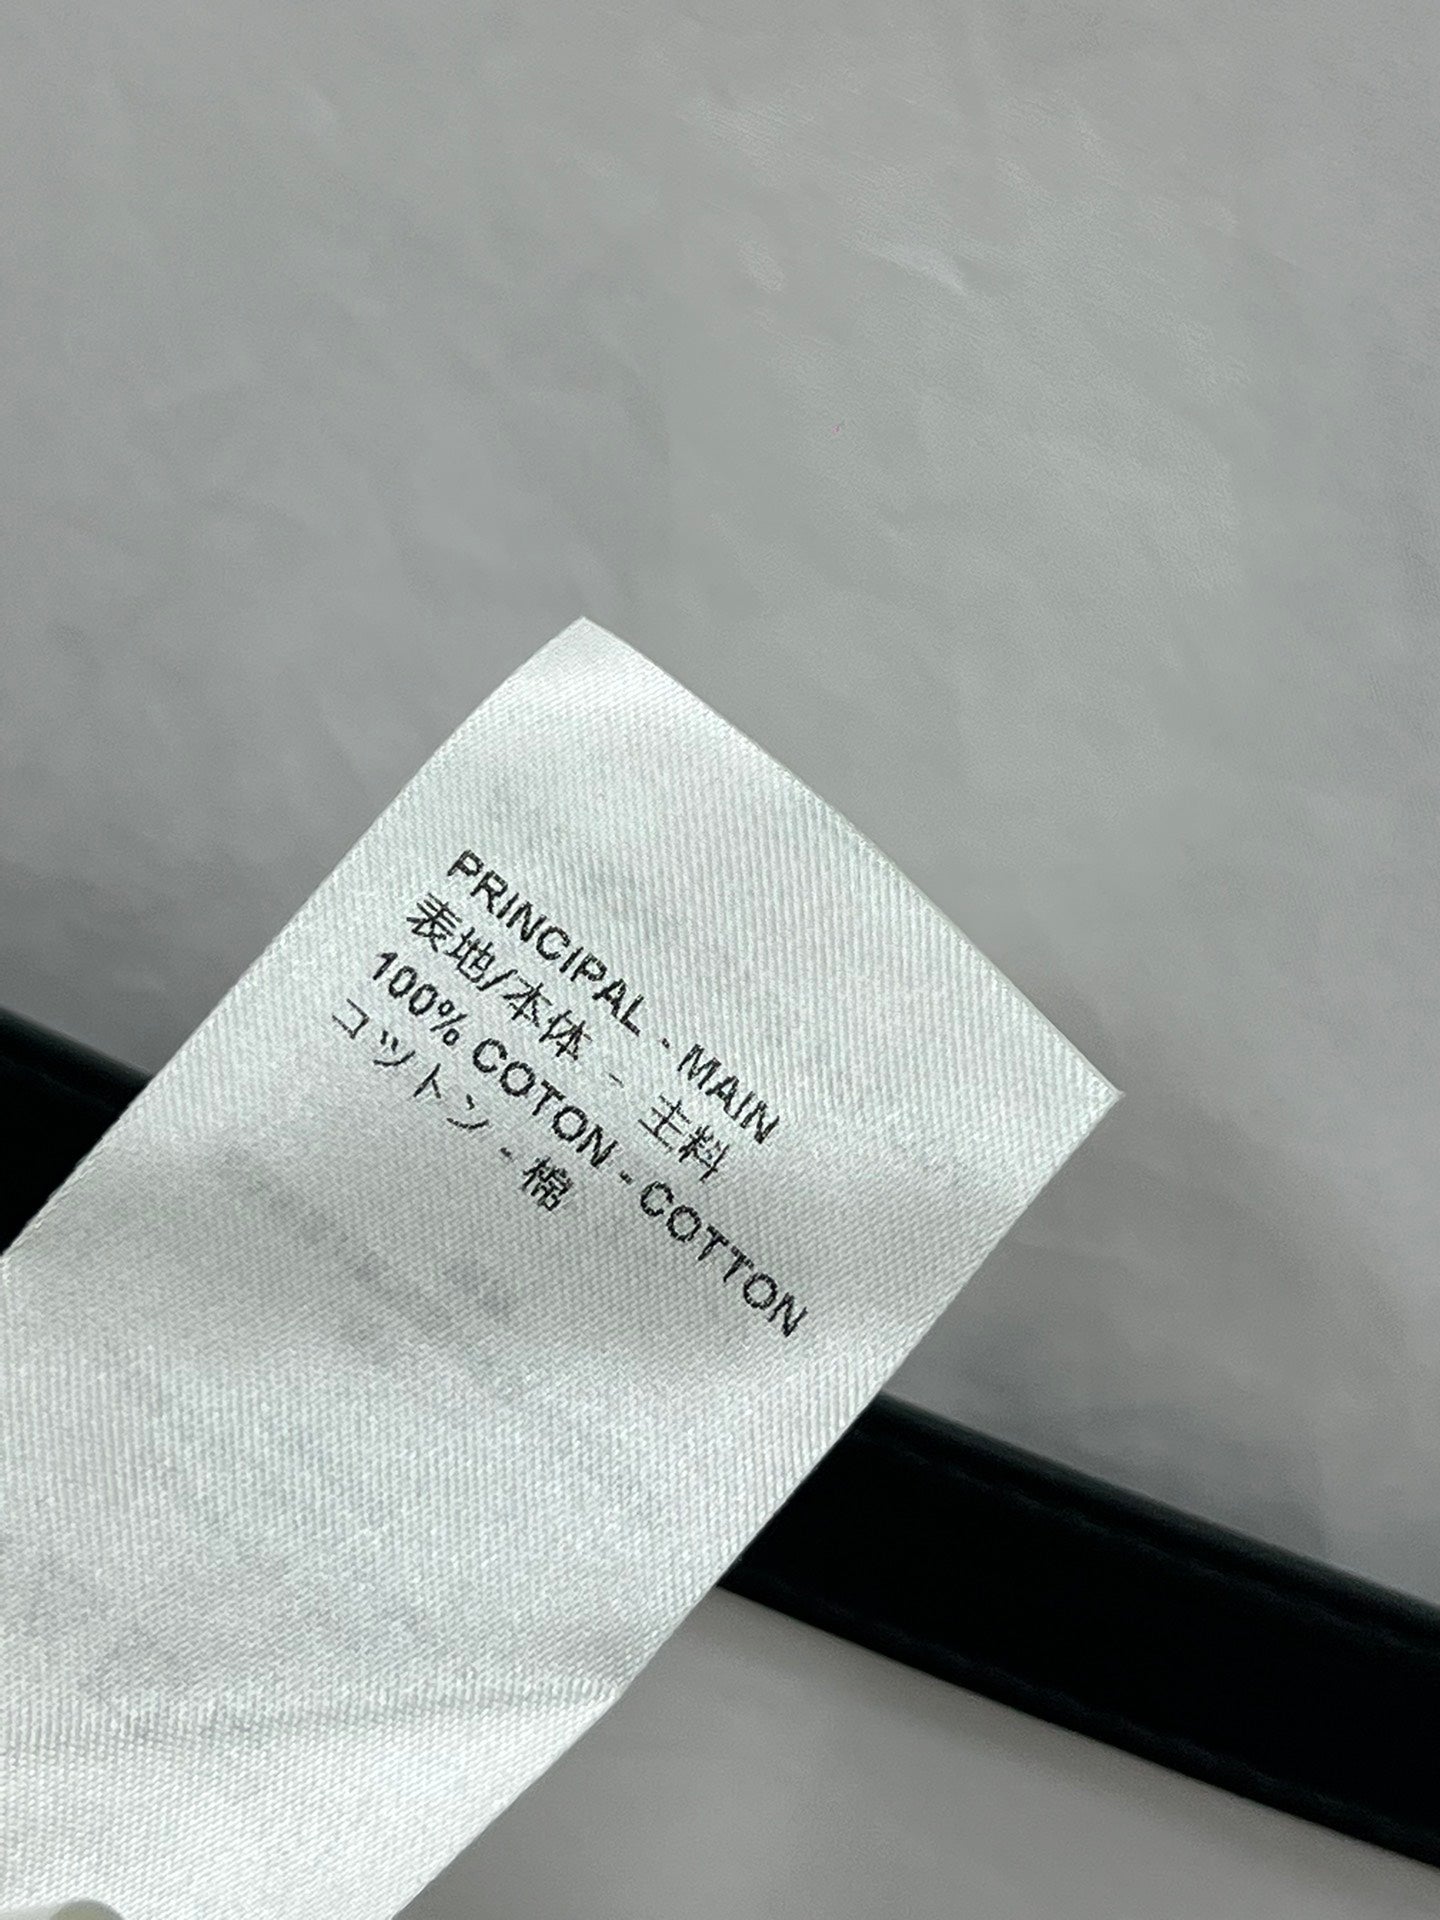 PRINCIPAL - MAIN
表地/本体 - 主料
100% COTON - COTTON
コットン - 棉